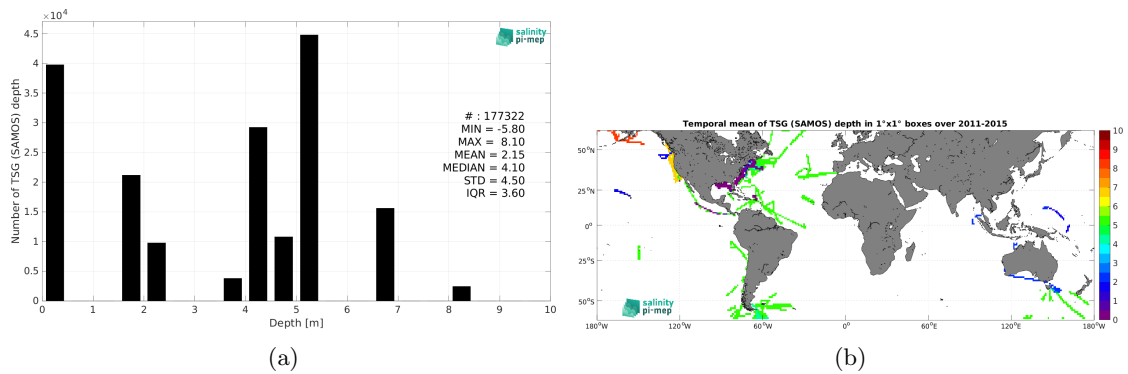 ×10⁴
4.5
4
3.5
3
2.5
2
1.5
1
0.5
0
Number of TSG (SAMOS) depth
0 1 2 3 4 5 6 7 8 9 10
Depth [m]
salinity
pi-mep
# : 177322
MIN = -5.80
MAX = 8.10
MEAN = 2.15
MEDIAN = 4.10
STD = 4.50
IQR = 3.60
(a)
Temporal mean of TSG (SAMOS) depth in 1°x1° boxes over 2011-2015
50°N
25°N
0°
25°S
50°S
180°W 120°W 60°W 0° 60°E 120°E 180°E
salinity
pi-mep
10
9
8
7
6
5
4
3
2
1
0
(b)